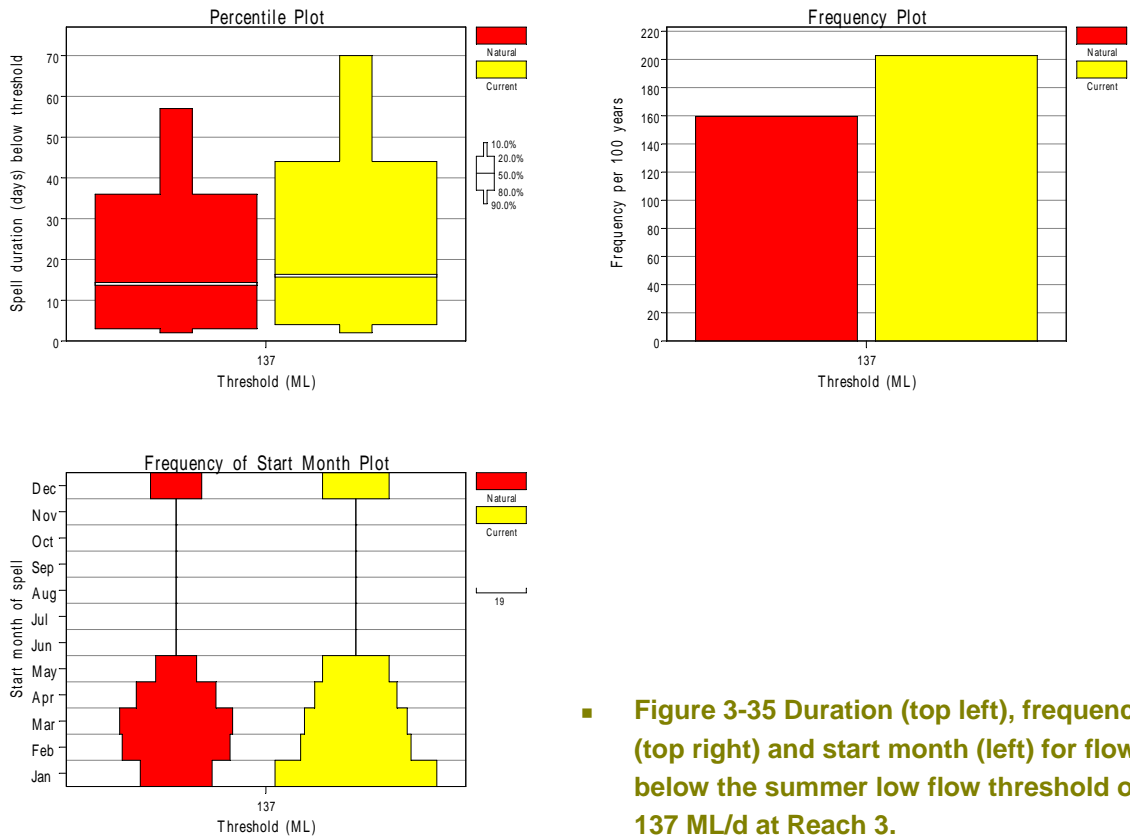 Percentile Plot
Spell duration (days) below threshold
70
60
50
40
30
20
10
0
137
Threshold (ML)
Natural
Current
10.0%
20.0%
50.0%
80.0%
90.0%
Frequency Plot
Frequency per 100 years
220
200
180
160
140
120
100
80
60
40
20
0
137
Threshold (ML)
Natural
Current
Frequency of Start Month Plot
Start month of spell
Dec
Nov
Oct
Sep
Aug
Jul
Jun
May
Apr
Mar
Feb
Jan
137
Threshold (ML)
Natural
Current
19
▪ Figure 3-35 Duration (top left), frequenc
(top right) and start month (left) for flow
below the summer low flow threshold o
137 ML/d at Reach 3.